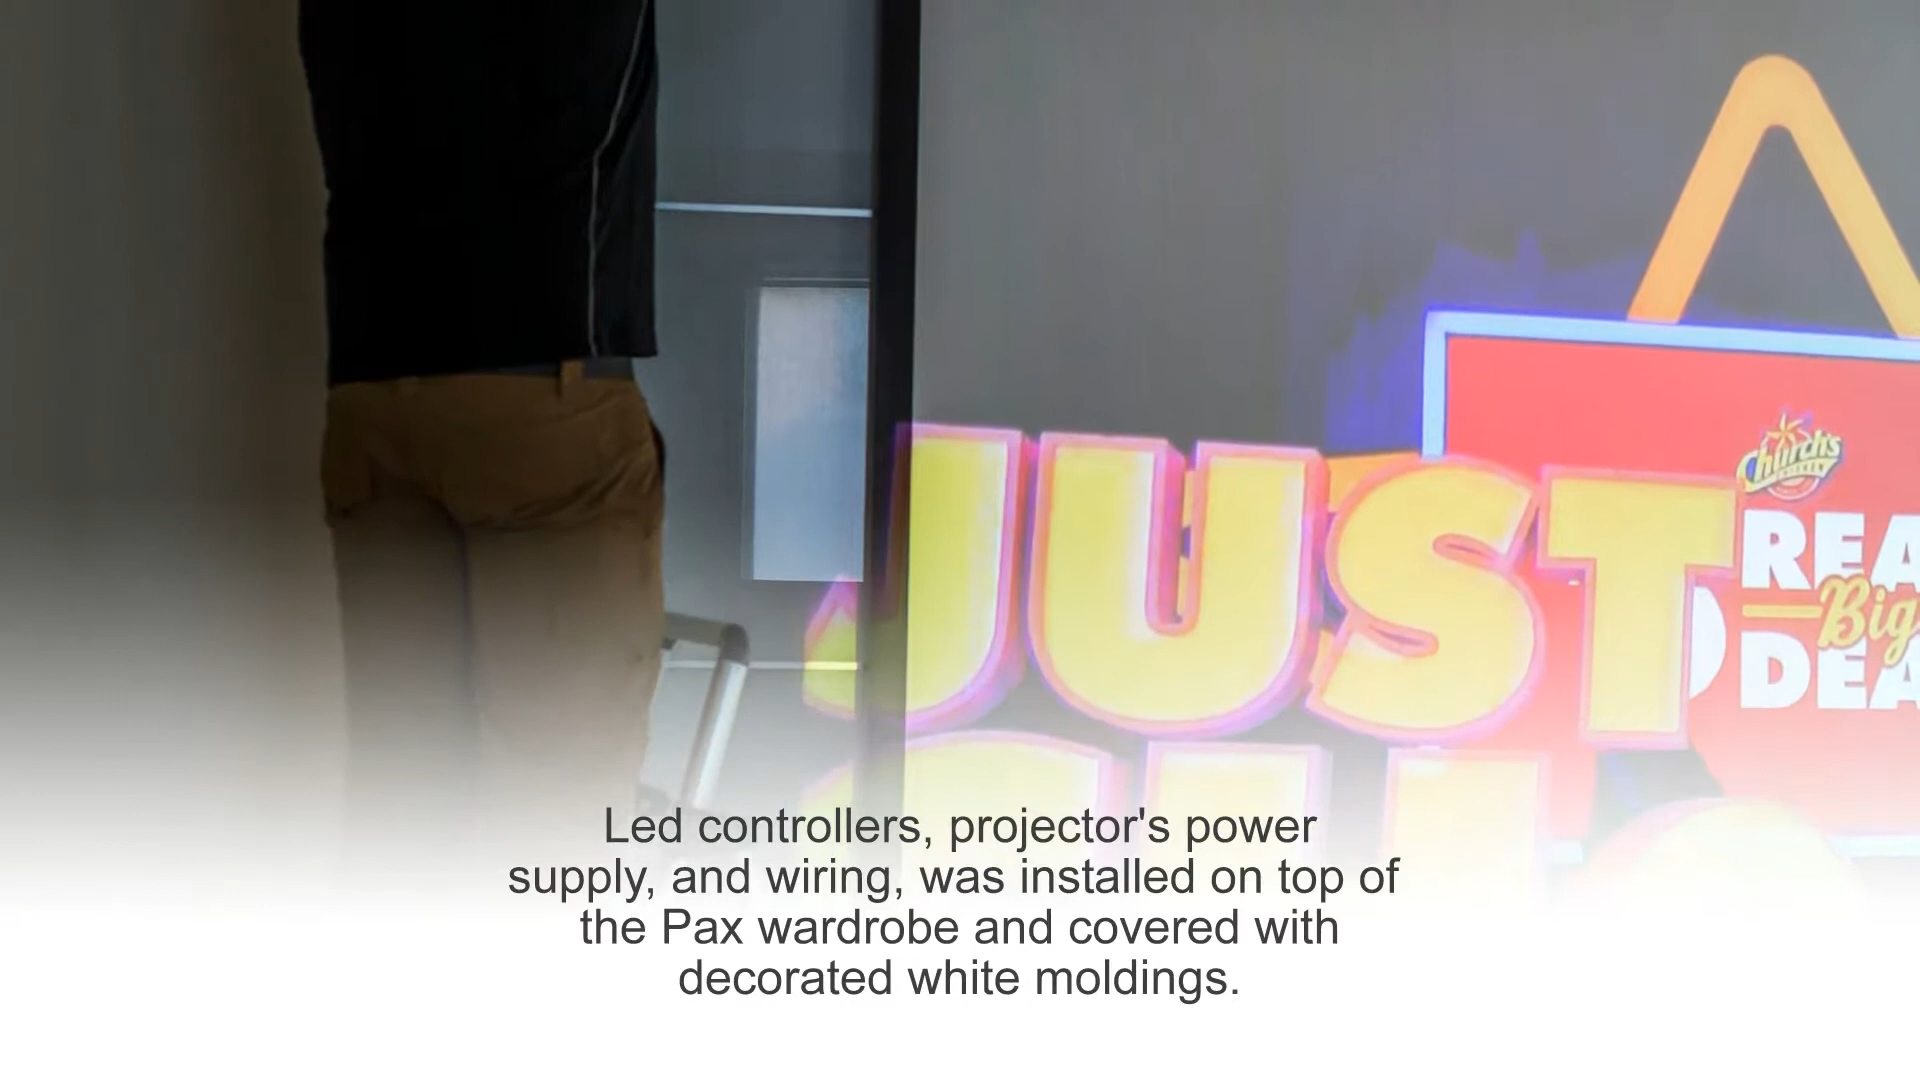 JUST
Church's
CHICKEN
REA
Big
DEA
Led controllers, projector's power
supply, and wiring, was installed on top of
the Pax wardrobe and covered with
decorated white moldings.